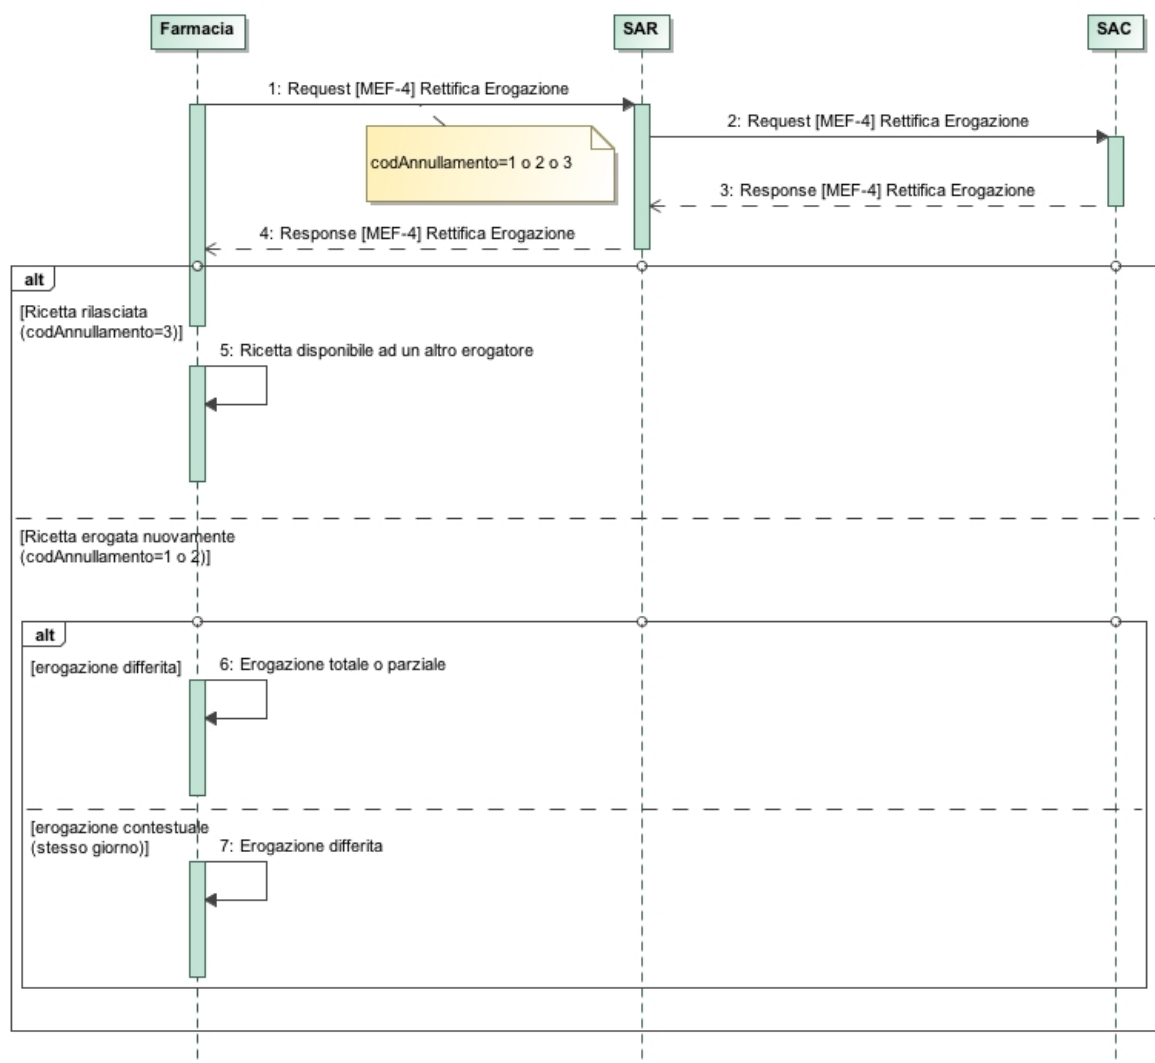 Farmacia
SAR
SAC
1: Request [MEF-4] Rettifica Erogazione
2: Request [MEF-4] Rettifica Erogazione
codAnnullamento=1 o 2 o 3
3: Response [MEF-4] Rettifica Erogazione
4: Response [MEF-4] Rettifica Erogazione
alt
[Ricetta rilasciata
(codAnnullamento=3)]
5: Ricetta disponibile ad un altro erogatore
[Ricetta erogata nuovamente
(codAnnullamento=1 o 2)]
alt
[erogazione differita]
6: Erogazione totale o parziale
[erogazione contestuale
(stesso giorno)]
7: Erogazione differita